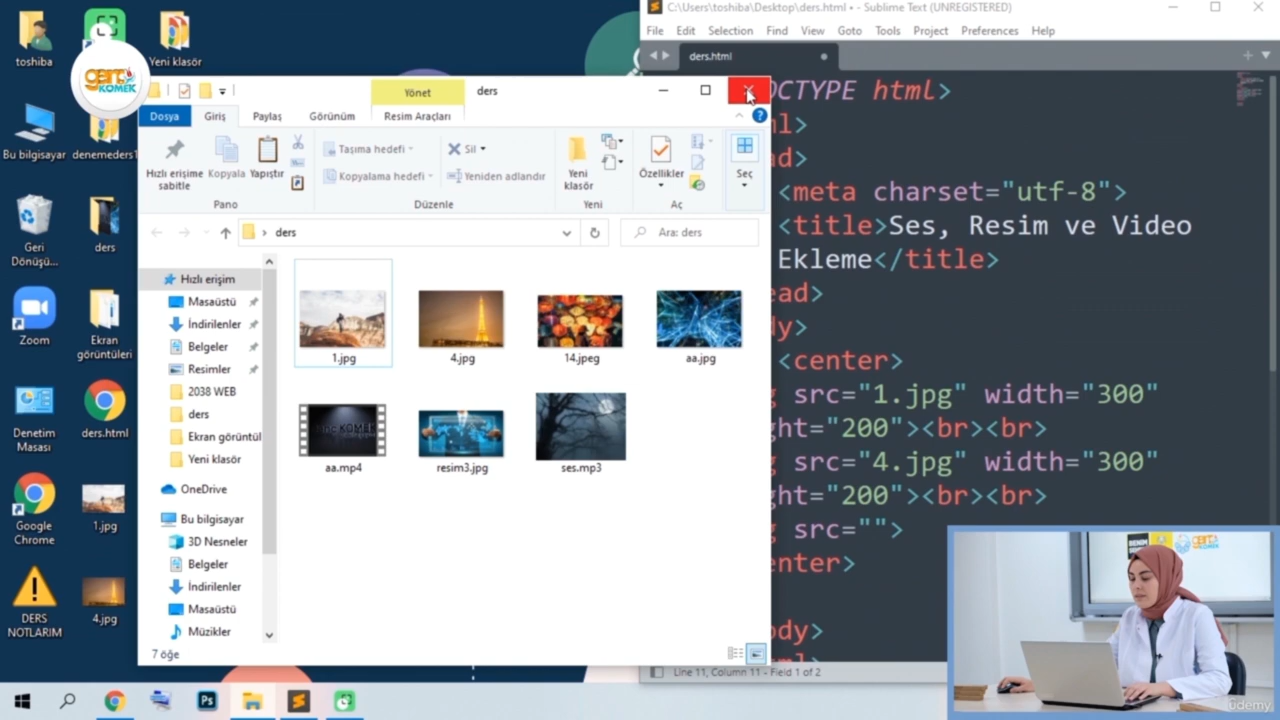 toshiba
Yeni klasör
Bu bilgisayar
denemeders1
Geri
Dönüşü...
ders
Zoom
Ekran
görüntüleri
Denetim
Masası
ders.html
Google
Chrome
1.jpg
DERS
NOTLARIM
4.jpg
genç
KOMEK
Yönet
ders
Dosya
Giriş
Paylaş
Görünüm
Resim Araçları
Hızlı erişime
sabitle
Kopyala
Yapıştır
Taşıma hedefi
Kopyalama hedefi
Sil
Yeniden adlandır
Yeni
klasör
Özellikler
Seç
Pano
Düzenle
Yeni
Aç
ders
Ara: ders
Hızlı erişim
Masaüstü
İndirilenler
Belgeler
Resimler
2038 WEB
ders
Ekran görüntül
Yeni klasör
OneDrive
Bu bilgisayar
3D Nesneler
Belgeler
İndirilenler
Masaüstü
Müzikler
1.jpg
4.jpg
14.jpeg
aa.jpg
aa.mp4
resim3.jpg
ses.mp3
7 öğe
C:\Users\toshiba\Desktop\ders.html • - Sublime Text (UNREGISTERED)
File Edit Selection Find View Goto Tools Project Preferences Help
ders.html
OCTYPE html>
l>
ad>
<meta charset="utf-8">
<title>Ses, Resim ve Video
Ekleme</title>
ead>
dy>
<center>
g src="1.jpg" width="300"
ght="200"><br><br>
g src="4.jpg" width="300"
ght="200"><br><br>
g src="">
enter>
dy>
Line 11, Column 11 - Field 1 of 2
udemy